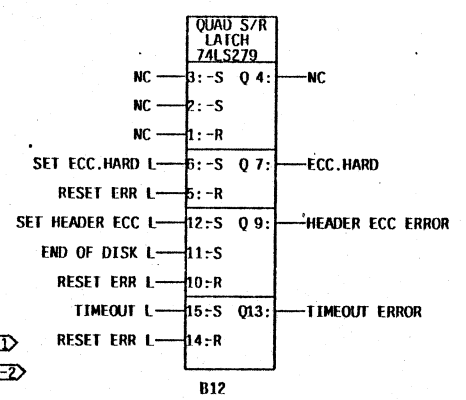 QUAD S/R
LATCH
74LS279
NC 3:-S Q 4: NC
NC 2:-S
NC 1:-R
SET ECC.HARD L 6:-S Q 7: ECC.HARD
RESET ERR L 5:-R
SET HEADER ECC L 12:-S Q 9: HEADER ECC ERROR
END OF DISK L 11:-S
RESET ERR L 10:-R
TIMEOUT L 15:-S Q13: TIMEOUT ERROR
1 RESET ERR L 14:-R
-2
B12